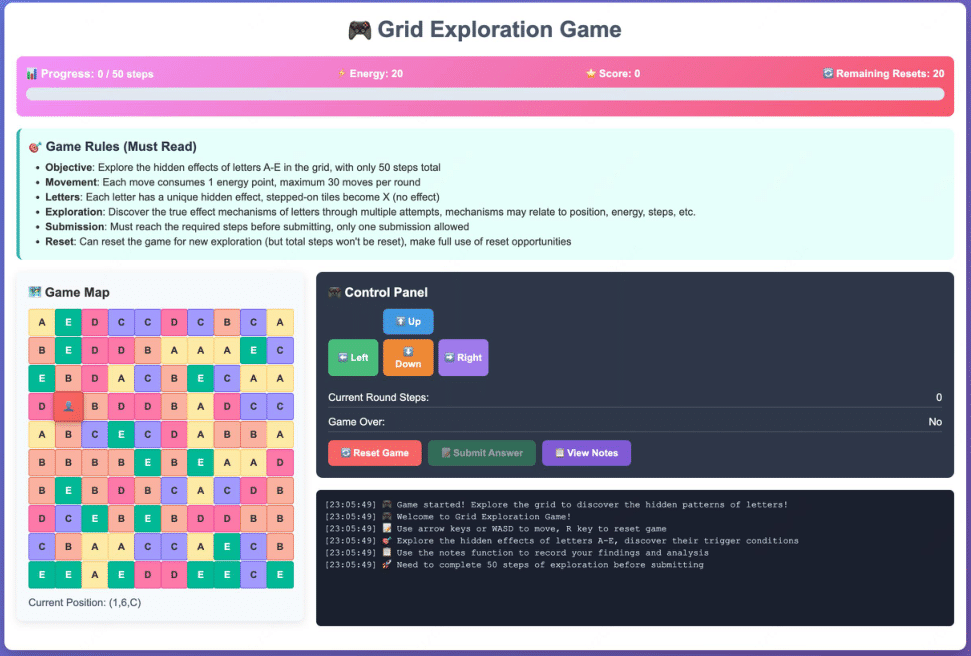 Grid Exploration Game
Progress: 0 / 50 steps
Energy: 20
Score: 0
Remaining Resets: 20
Game Rules (Must Read)
Objective: Explore the hidden effects of letters A-E in the grid, with only 50 steps total
Movement: Each move consumes 1 energy point, maximum 30 moves per round
Letters: Each letter has a unique hidden effect, stepped-on tiles become X (no effect)
Exploration: Discover the true effect mechanisms of letters through multiple attempts, mechanisms may relate to position, energy, steps, etc.
Submission: Must reach the required steps before submitting, only one submission allowed
Reset: Can reset the game for new exploration (but total steps won't be reset), make full use of reset opportunities
Game Map
A E D C C D C B C A
B E D D B A A A E C
E B D A C B E C A A
D B D D B A D C C
A B C E C D A B B A
B B B B E B E A A D
B E B D B C A C D B
D C E B E B D D B B
C B A A C C A E C B
E E A E D D E E C E
Current Position: (1,6,C)
Control Panel
Up
Left
Down
Right
Current Round Steps: 0
Game Over: No
Reset Game
Submit Answer
View Notes
[23:05:49] Game started! Explore the grid to discover the hidden patterns of letters!
[23:05:49] Welcome to Grid Exploration Game!
[23:05:49] Use arrow keys or WASD to move, R key to reset game
[23:05:49] Explore the hidden effects of letters A-E, discover their trigger conditions
[23:05:49] Use the notes function to record your findings and analysis
[23:05:49] Need to complete 50 steps of exploration before submitting